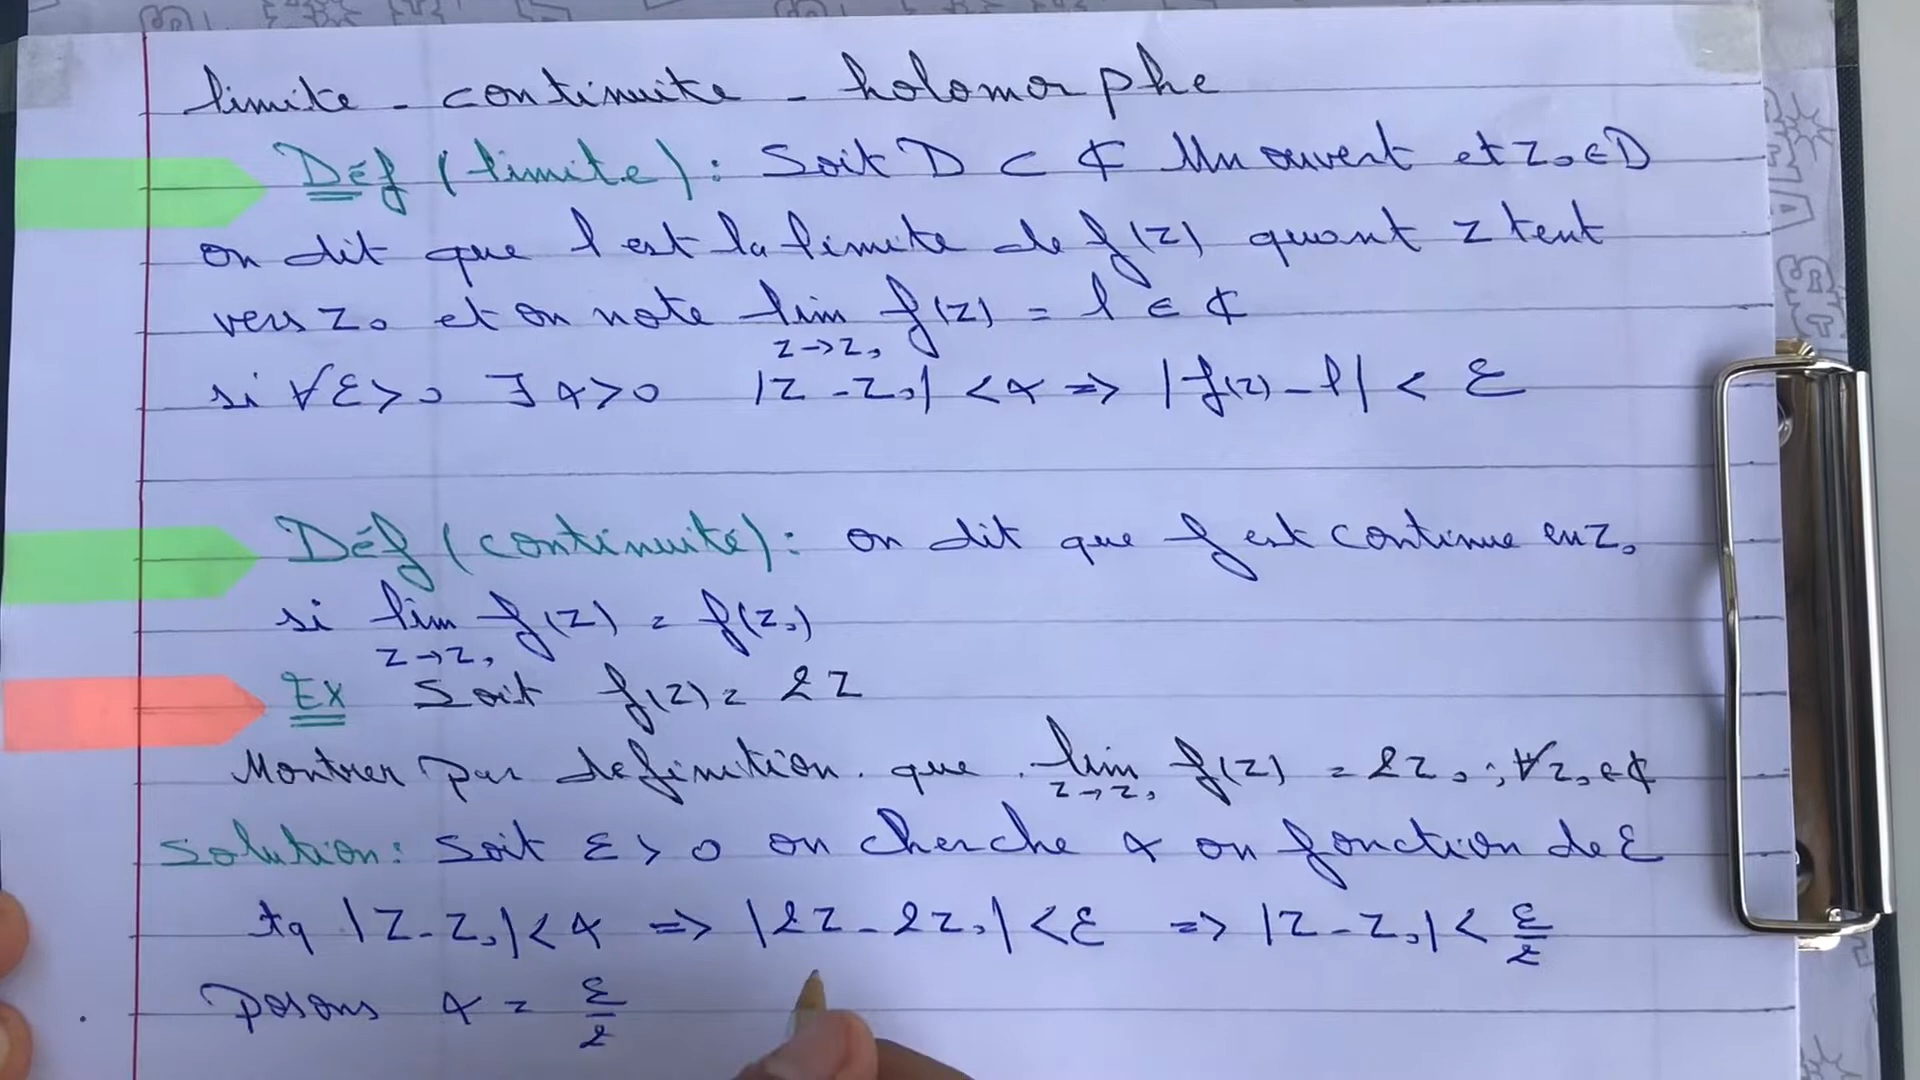 limite - continuite - holomorphe
Déf (limite) : Soit D ⊂ ℂ Un ouvert et z₀ ∈ D
on dit que l est la limite de f(z) quant z tent
vers z₀ et on note lim f(z) = l ∈ ℂ
z→z₀
si ∀ε>0 ∃α>0 |z-z₀| <α => |f(z)-l| < ε
Déf (continuité) : on dit que f est continue en z₀
si lim f(z) = f(z₀)
z→z₀
Ex Soit f(z) = 2z
Montrer par definition que lim f(z) = 2z₀ ; ∀z₀ ∈ ℂ
z→z₀
Solution : Soit ε > 0 on cherche α on fonction de ε
tq |z-z₀|<α => |2z-2z₀|<ε => |z-z₀|< ε/2
posons α = ε/2